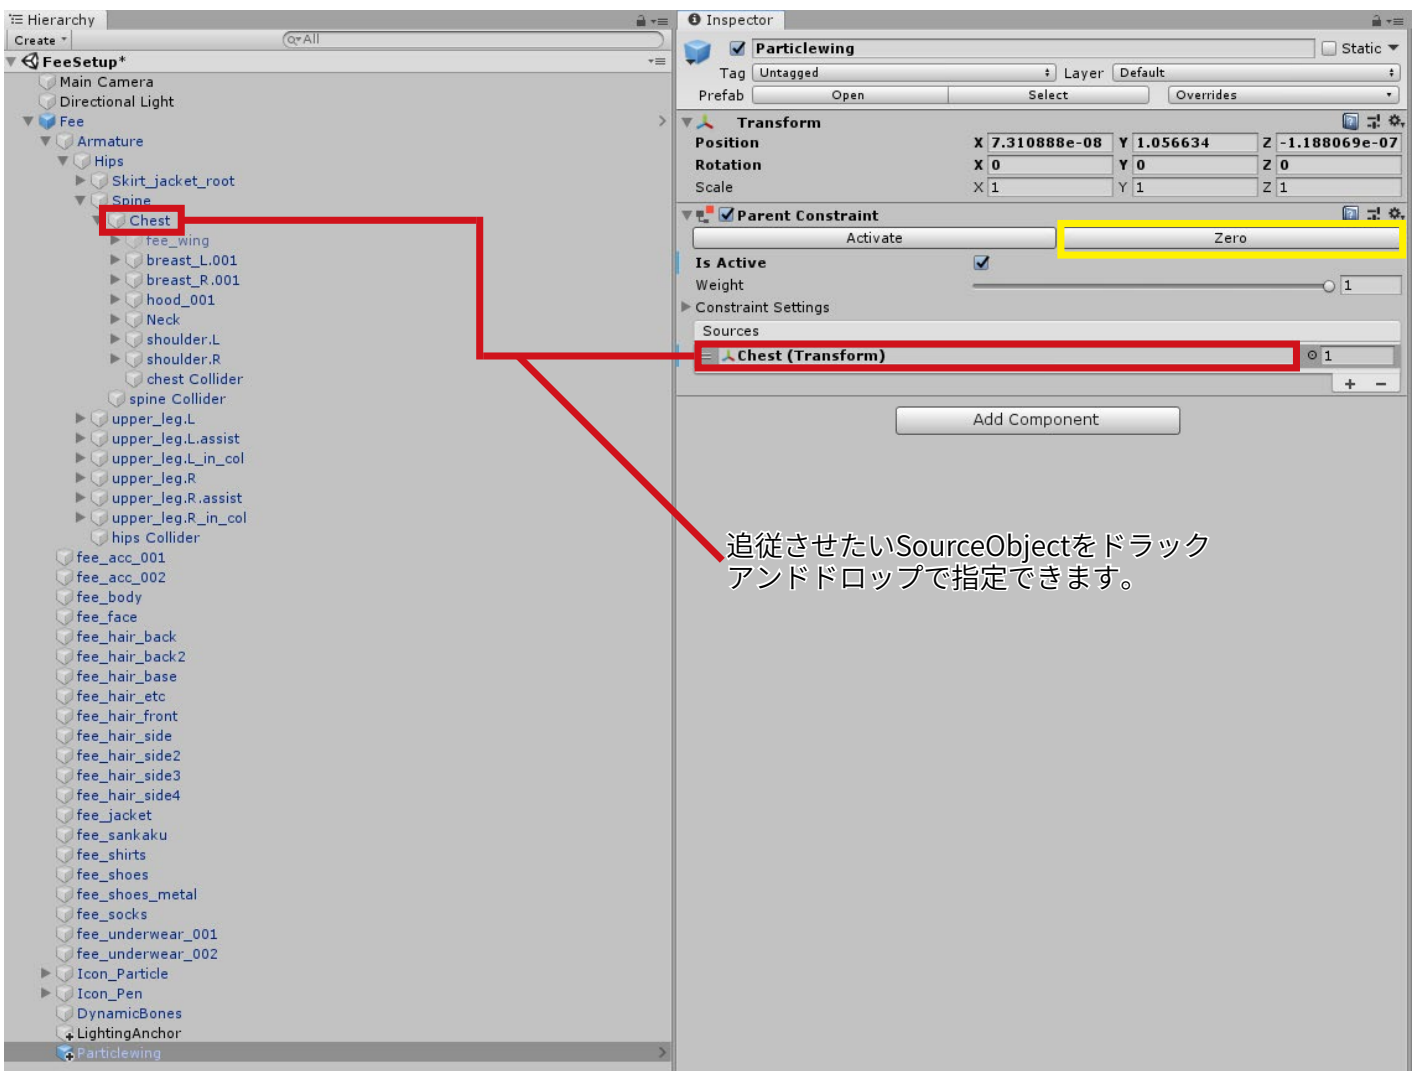 Hierarchy
Create
All
FeeSetup*
Main Camera
Directional Light
Fee
Armature
Hips
Skirt_jacket_root
Spine
Chest
fee_wing
breast_L.001
breast_R.001
hood_001
Neck
shoulder.L
shoulder.R
chest Collider
spine Collider
upper_leg.L
upper_leg.L.assist
upper_leg.L_in_col
upper_leg.R
upper_leg.R.assist
upper_leg.R_in_col
hips Collider
fee_acc_001
fee_acc_002
fee_body
fee_face
fee_hair_back
fee_hair_back2
fee_hair_base
fee_hair_etc
fee_hair_front
fee_hair_side
fee_hair_side2
fee_hair_side3
fee_hair_side4
fee_jacket
fee_sankaku
fee_shirts
fee_shoes
fee_shoes_metal
fee_socks
fee_underwear_001
fee_underwear_002
Icon_Particle
Icon_Pen
DynamicBones
LightingAnchor
Particlewing
Inspector
Particlewing Static
Tag Untagged Layer Default
Prefab Open Select Overrides
Transform
Position X 7.310888e-08 Y 1.056634 Z -1.188069e-07
Rotation X 0 Y 0 Z 0
Scale X 1 Y 1 Z 1
Parent Constraint
Activate Zero
Is Active
Weight 1
Constraint Settings
Sources
Chest (Transform) 1
+ −
Add Component
追従させたいSourceObjectをドラック
アンドドロップで指定できます。